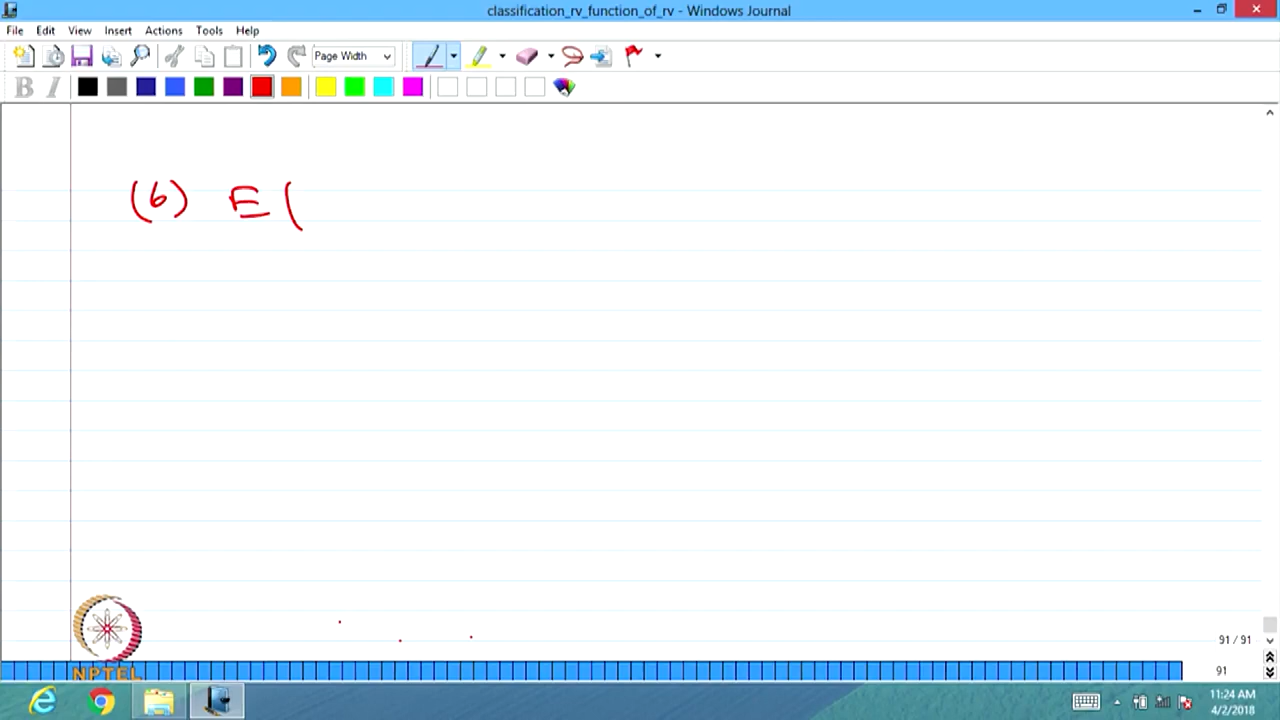 classification_rv_function_of_rv - Windows Journal
File Edit View Insert Actions Tools Help
Page Width
B I
(6) E (
91 / 91
91
NPTEL
11:24 AM
4/2/2018